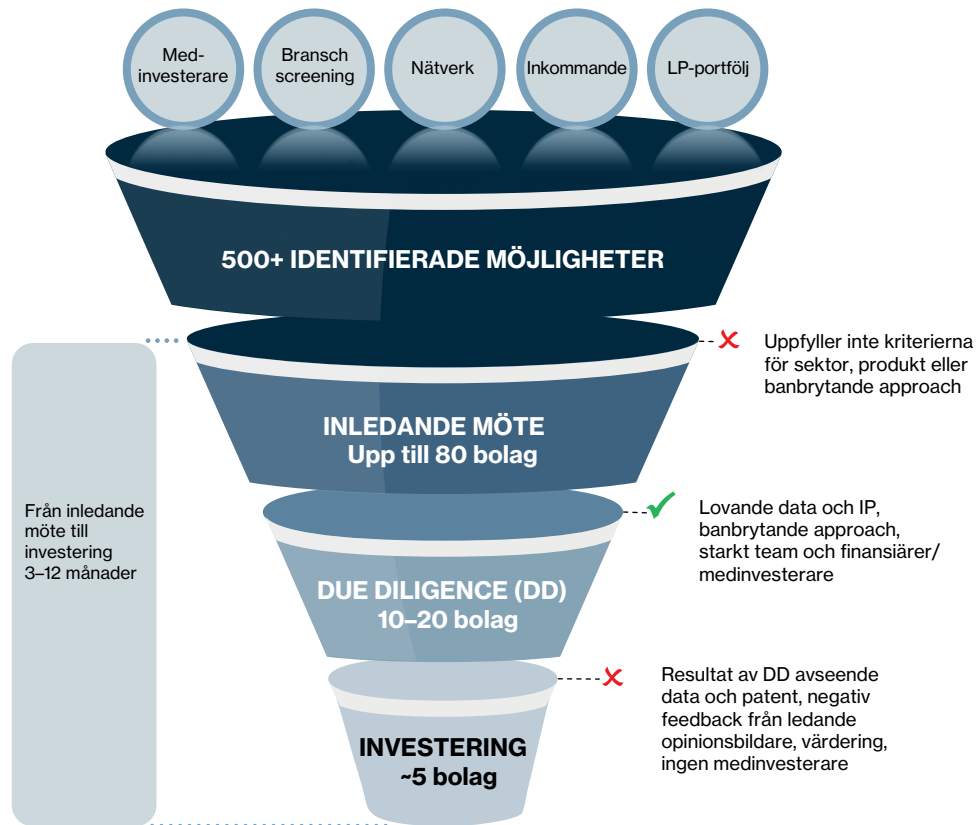 Med-
investerare
Bransch
screening
Nätverk
Inkommande
LP-portfölj
500+ IDENTIFIERADE MÖJLIGHETER
Uppfyller inte kriterierna
för sektor, produkt eller
banbrytande approach
INLEDANDE MÖTE
Upp till 80 bolag
Från inledande
möte till
investering
3–12 månader
Lovande data och IP,
banbrytande approach,
starkt team och finansiärer/
medinvesterare
DUE DILIGENCE (DD)
10–20 bolag
Resultat av DD avseende
data och patent, negativ
feedback från ledande
opinionsbildare, värdering,
ingen medinvesterare
INVESTERING
~5 bolag